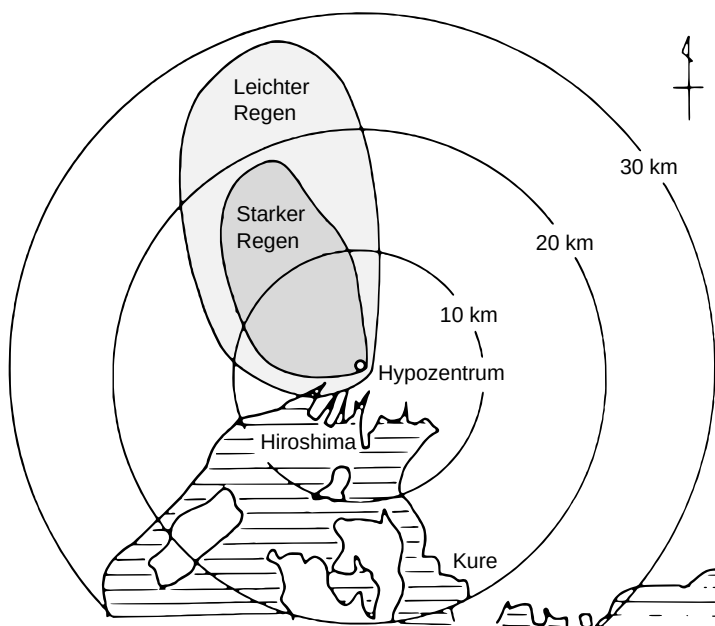 Leichter
Regen
30 km
Starker
Regen
20 km
10 km
Hypozentrum
Hiroshima
Kure